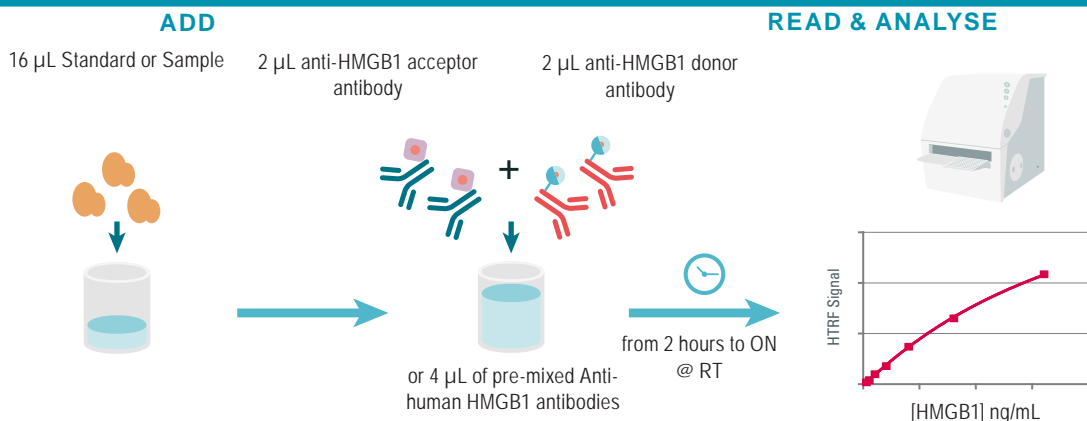 ADD
READ & ANALYSE
16 µL Standard or Sample
2 µL anti-HMGB1 acceptor
antibody
2 µL anti-HMGB1 donor
antibody
+
from 2 hours to ON
@ RT
or 4 µL of pre-mixed Anti-
human HMGB1 antibodies
HTRF Signal
[HMGB1] ng/mL